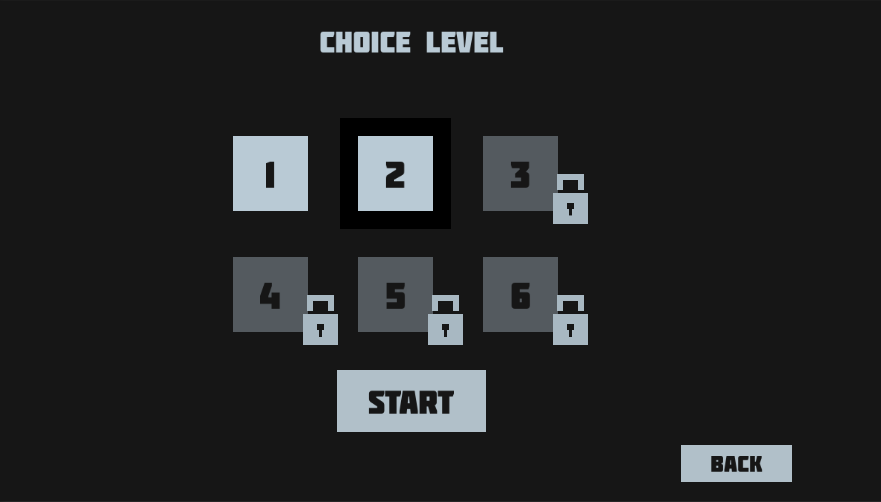 CHOICE LEVEL
1 2 3
4 5 6
START
BACK